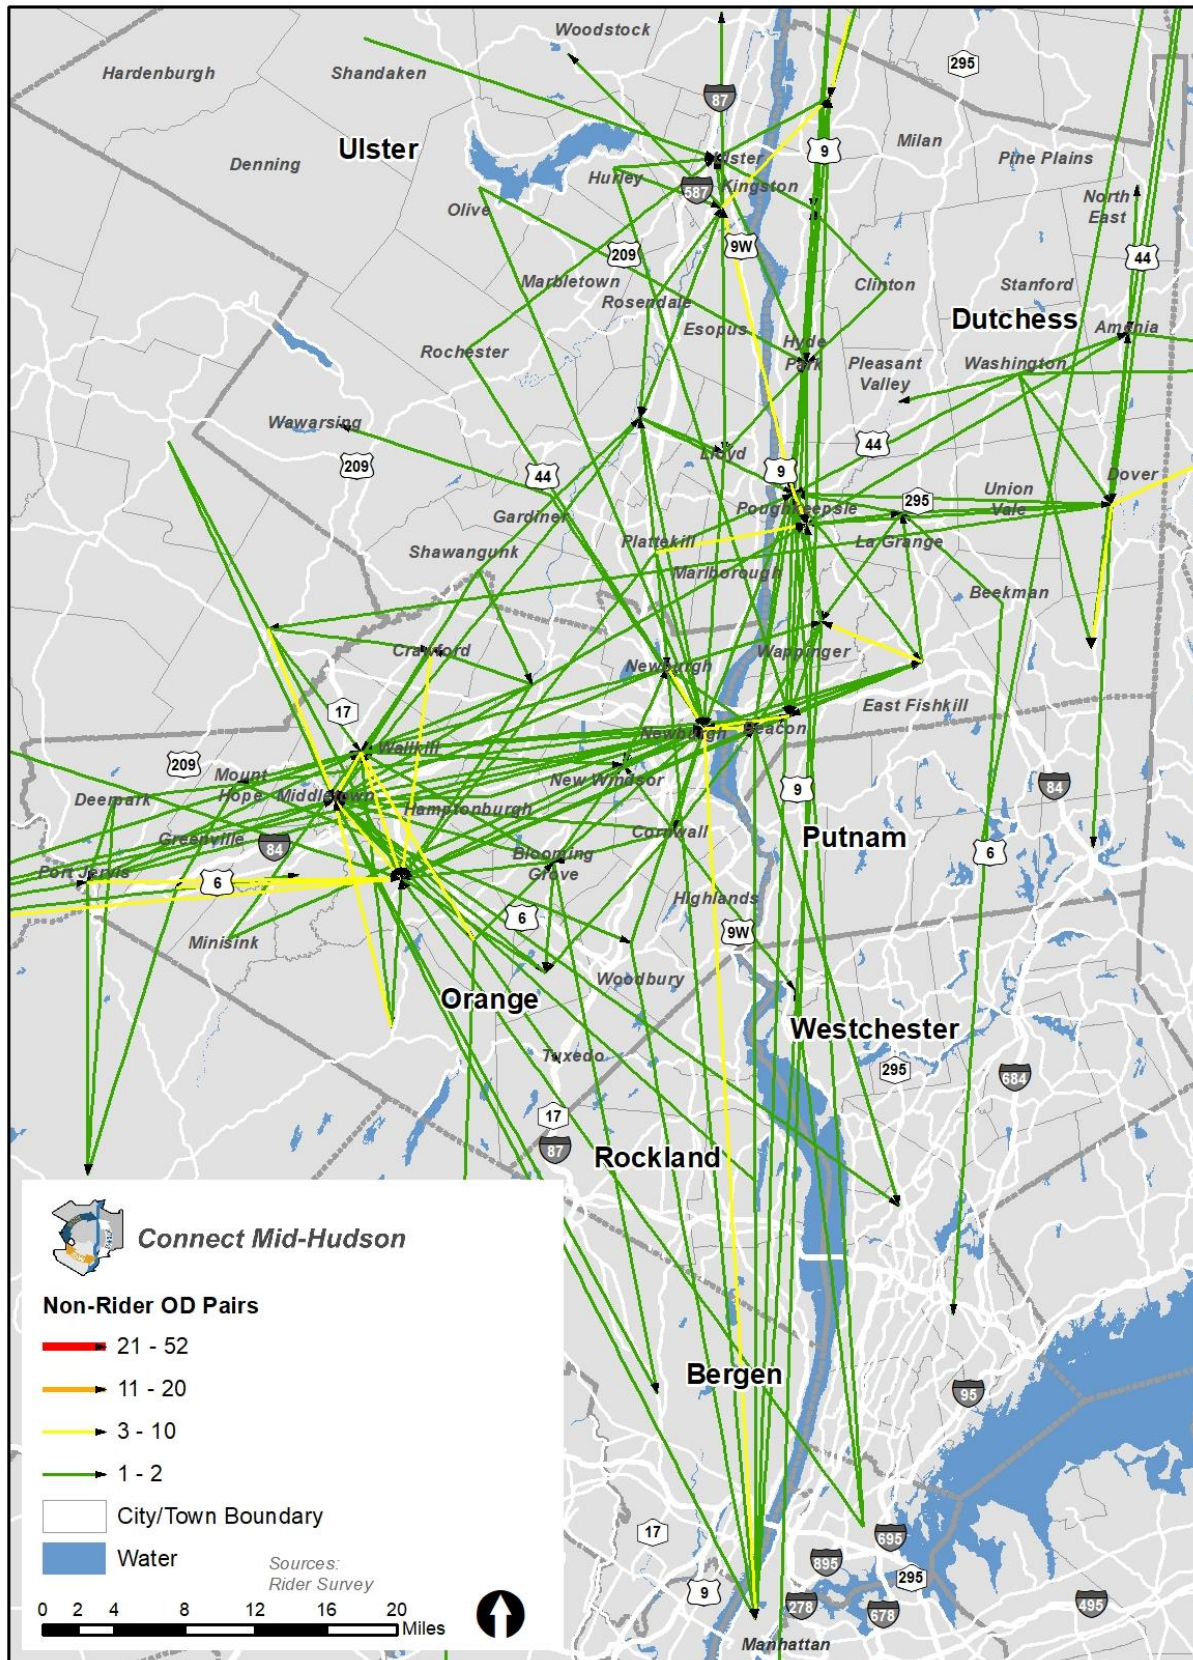 Woodstock
Hardenburgh
Shandaken
295
87
Ulster
9
Milan
Denning
Pine Plains
Ulster
Hurley
587
Kingston
North
East
Olive
9W
209
44
Marbletown
Clinton
Stanford
Rosendale
Dutchess
Esopus
Hyde
Park
Amenia
Rochester
Pleasant
Valley
Washington
Wawarsing
44
Lloyd
209
44
9
Dover
Poughkeepsie
295
Union
Vale
Gardiner
Plattekill
La Grange
Shawangunk
Marlborough
Beekman
Crawford
Newburgh
Wappinger
East Fishkill
17
Wallkill
Newburgh
Beacon
209
Mount
Hope
New Windsor
84
Deerpark
Middletown
Hamptonburgh
9
Greenville
84
Cornwall
Putnam
6
Port Jervis
6
Blooming
Grove
Highlands
6
9W
Minisink
Woodbury
Orange
Westchester
Tuxedo
295
684
17
87
Rockland
Connect Mid-Hudson
Non-Rider OD Pairs
21 - 52
11 - 20
3 - 10
1 - 2
City/Town Boundary
Water
Sources:
Rider Survey
0 2 4 8 12 16 20
Miles
Bergen
95
17
695
895
295
9
278
678
495
Manhattan